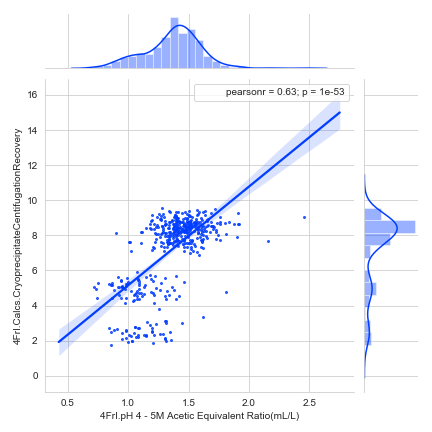 pearsonr = 0.63; p = 1e-53
16
14
12
10
8
6
4
2
0
4Frl.Calcs.CryoprecipitateCentifugationRecovery
0.5 1.0 1.5 2.0 2.5
4Frl.pH 4 - 5M Acetic Equivalent Ratio(mL/L)